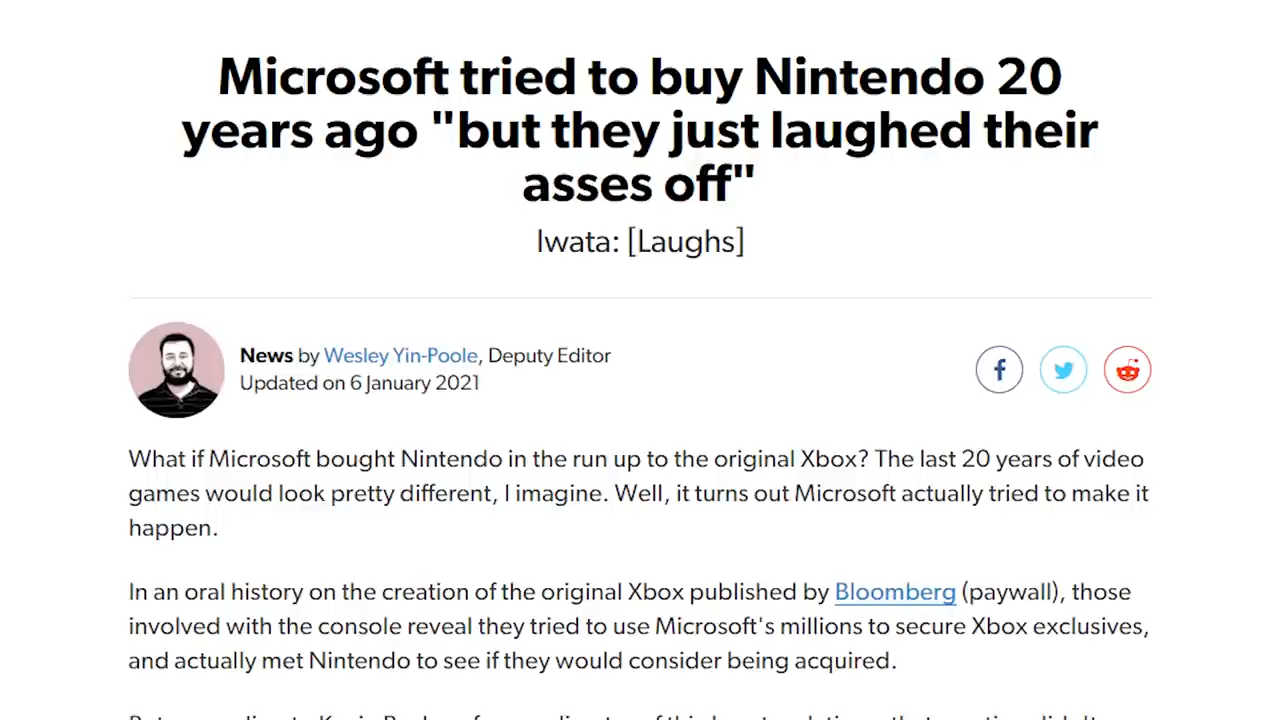 Microsoft tried to buy Nintendo 20
years ago "but they just laughed their
asses off"
Iwata: [Laughs]
News by Wesley Yin-Poole, Deputy Editor
Updated on 6 January 2021
What if Microsoft bought Nintendo in the run up to the original Xbox? The last 20 years of video
games would look pretty different, I imagine. Well, it turns out Microsoft actually tried to make it
happen.
In an oral history on the creation of the original Xbox published by Bloomberg (paywall), those
involved with the console reveal they tried to use Microsoft's millions to secure Xbox exclusives,
and actually met Nintendo to see if they would consider being acquired.